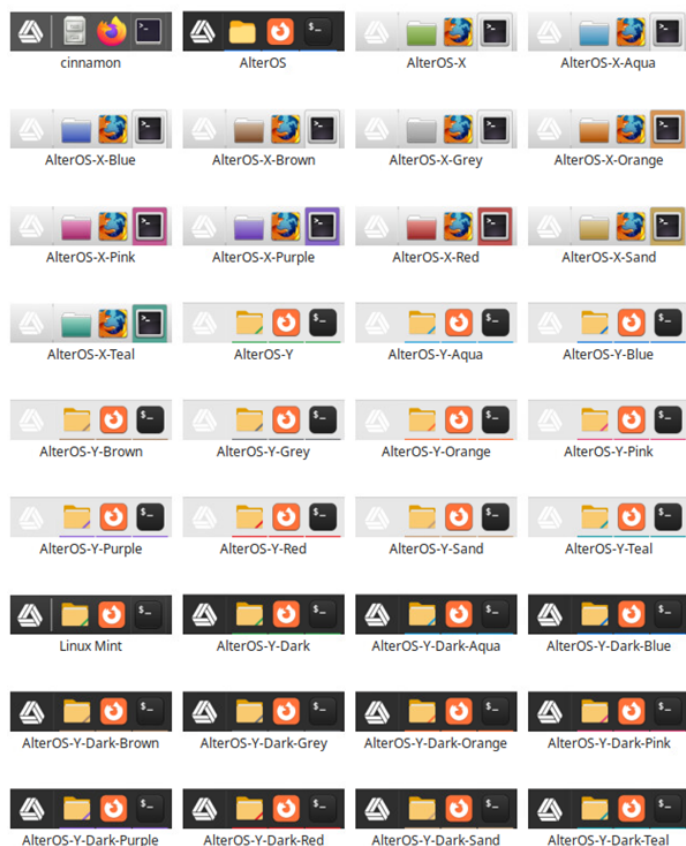 cinnamon
AlterOS
AlterOS-X
AlterOS-X-Aqua
AlterOS-X-Blue
AlterOS-X-Brown
AlterOS-X-Grey
AlterOS-X-Orange
AlterOS-X-Pink
AlterOS-X-Purple
AlterOS-X-Red
AlterOS-X-Sand
AlterOS-X-Teal
AlterOS-Y
AlterOS-Y-Aqua
AlterOS-Y-Blue
AlterOS-Y-Brown
AlterOS-Y-Grey
AlterOS-Y-Orange
AlterOS-Y-Pink
AlterOS-Y-Purple
AlterOS-Y-Red
AlterOS-Y-Sand
AlterOS-Y-Teal
Linux Mint
AlterOS-Y-Dark
AlterOS-Y-Dark-Aqua
AlterOS-Y-Dark-Blue
AlterOS-Y-Dark-Brown
AlterOS-Y-Dark-Grey
AlterOS-Y-Dark-Orange
AlterOS-Y-Dark-Pink
AlterOS-Y-Dark-Purple
AlterOS-Y-Dark-Red
AlterOS-Y-Dark-Sand
AlterOS-Y-Dark-Teal